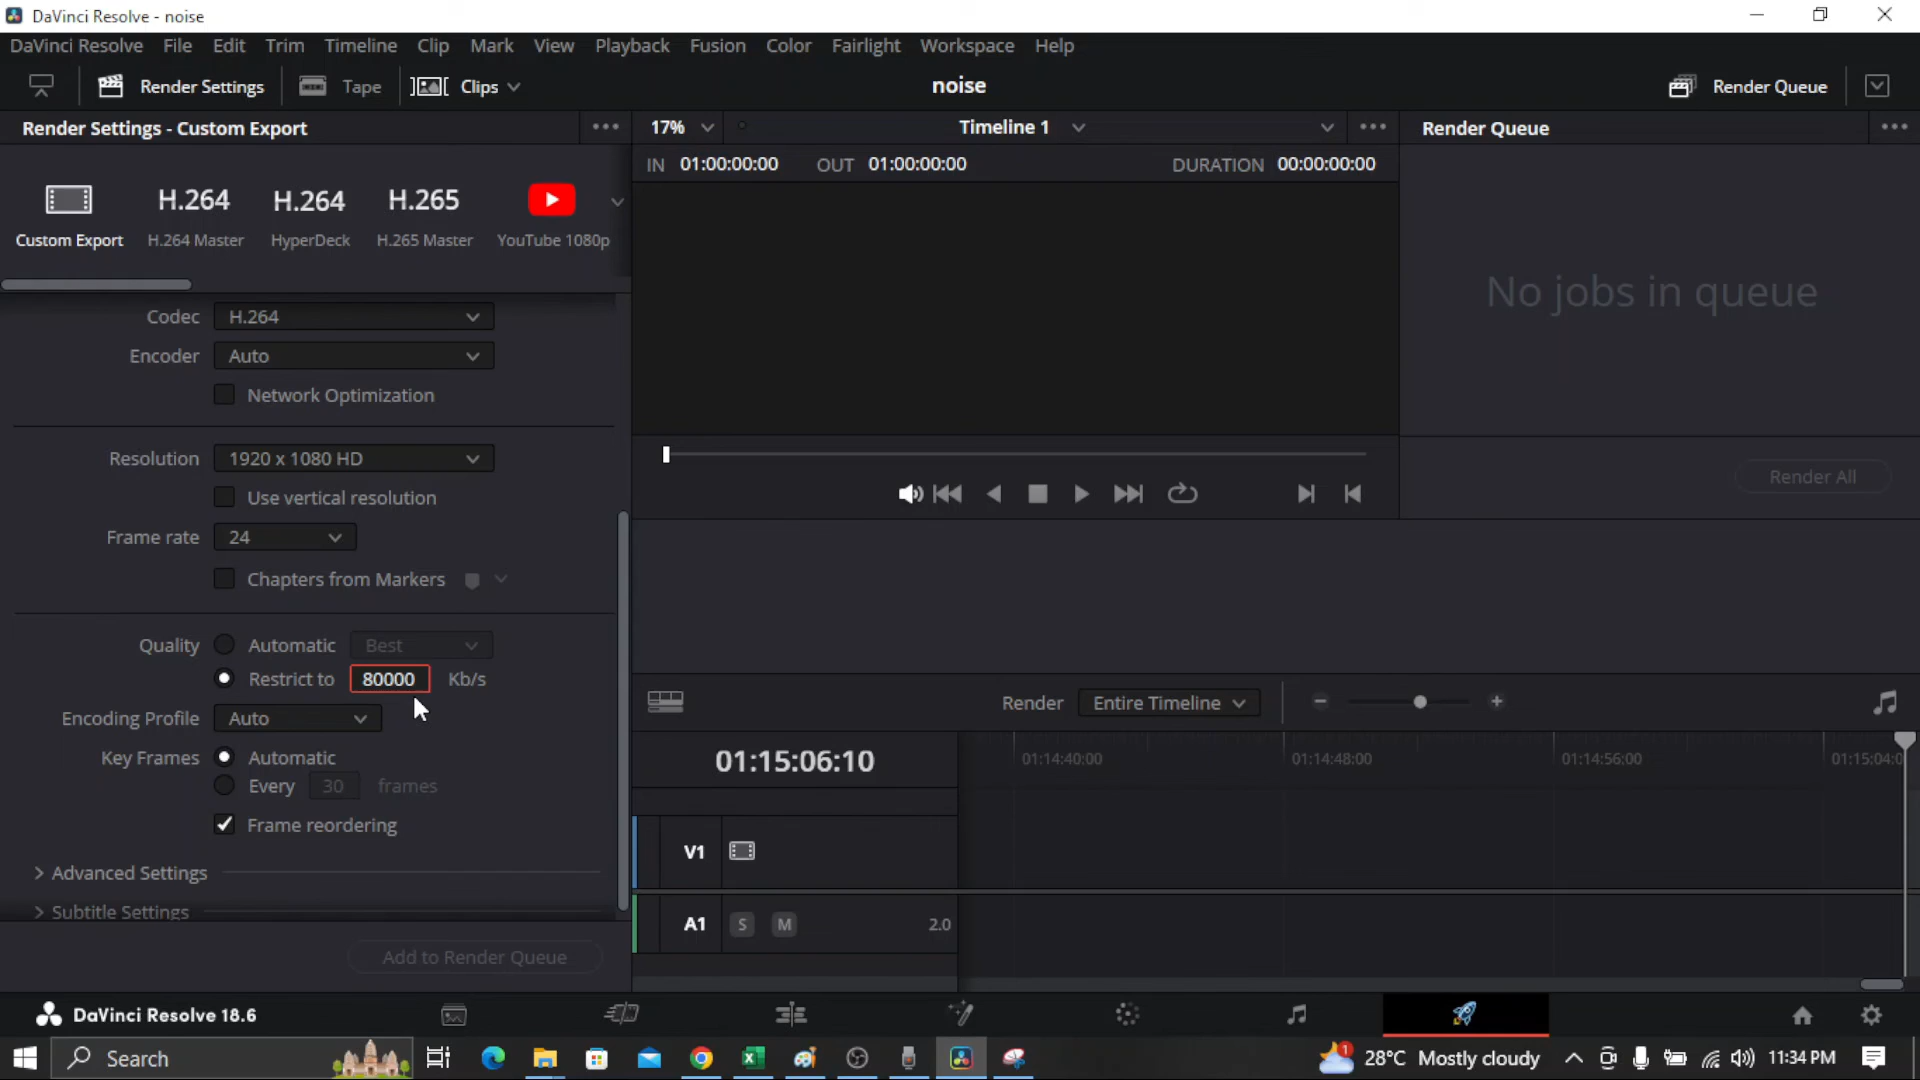 DaVinci Resolve - noise
DaVinci Resolve File Edit Trim Timeline Clip Mark View Playback Fusion Color Fairlight Workspace Help
Render Settings Tape Clips noise Render Queue
Render Settings - Custom Export 17% Timeline 1 Render Queue
IN 01:00:00:00 OUT 01:00:00:00 DURATION 00:00:00:00
H.264 H.264 H.265
Custom Export H.264 Master HyperDeck H.265 Master YouTube 1080p
No jobs in queue
Codec H.264
Encoder Auto
Network Optimization
Resolution 1920 x 1080 HD
Render All
Use vertical resolution
Frame rate 24
Chapters from Markers
Quality Automatic Best
Restrict to 80000 Kb/s
Render Entire Timeline
Encoding Profile Auto
Key Frames Automatic
01:15:06:10 01:14:40:00 01:14:48:00 01:14:56:00 01:15:04:0
Every 30 frames
Frame reordering
V1
Advanced Settings
Subtitle Settings
A1 S M 2.0
Add to Render Queue
DaVinci Resolve 18.6
Search 1 28°C Mostly cloudy 11:34 PM